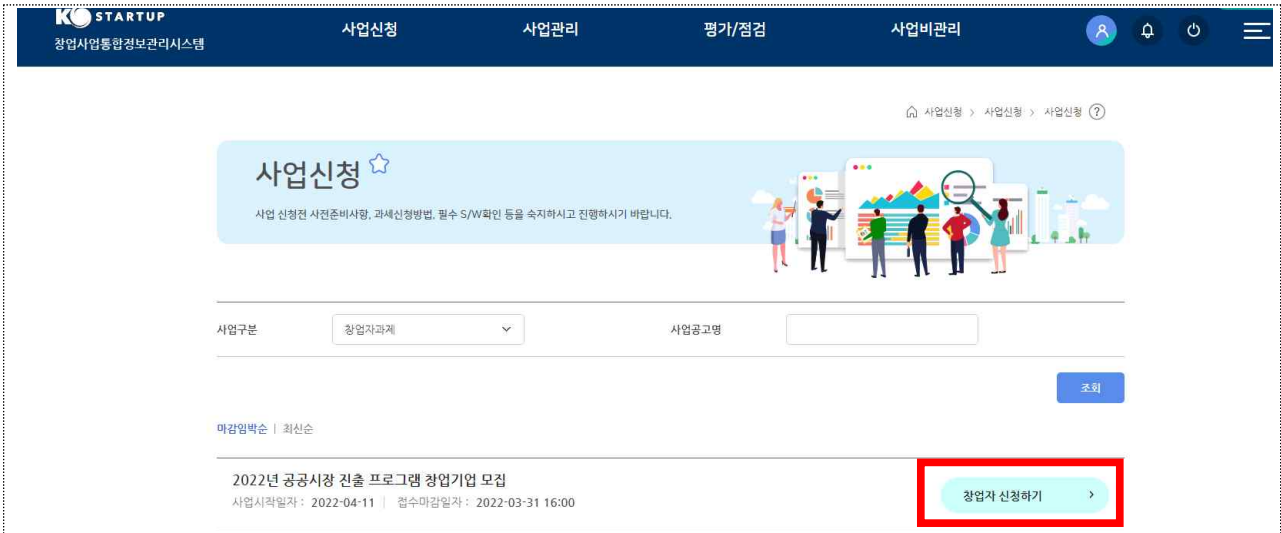 K STARTUP
창업사업통합정보관리시스템
사업신청 사업관리 평가/점검 사업비관리
사업신청 > 사업신청 > 사업신청 ?
사업신청
사업 신청전 사전준비사항, 과세신청방법, 필수 S/W확인 등을 숙지하시고 진행하시기 바랍니다.
사업구분 창업자과제 사업공고명
조회
마감임박순 | 최신순
2022년 공공시장 진출 프로그램 창업기업 모집
사업시작일자 : 2022-04-11 | 접수마감일자 : 2022-03-31 16:00
창업자 신청하기 >